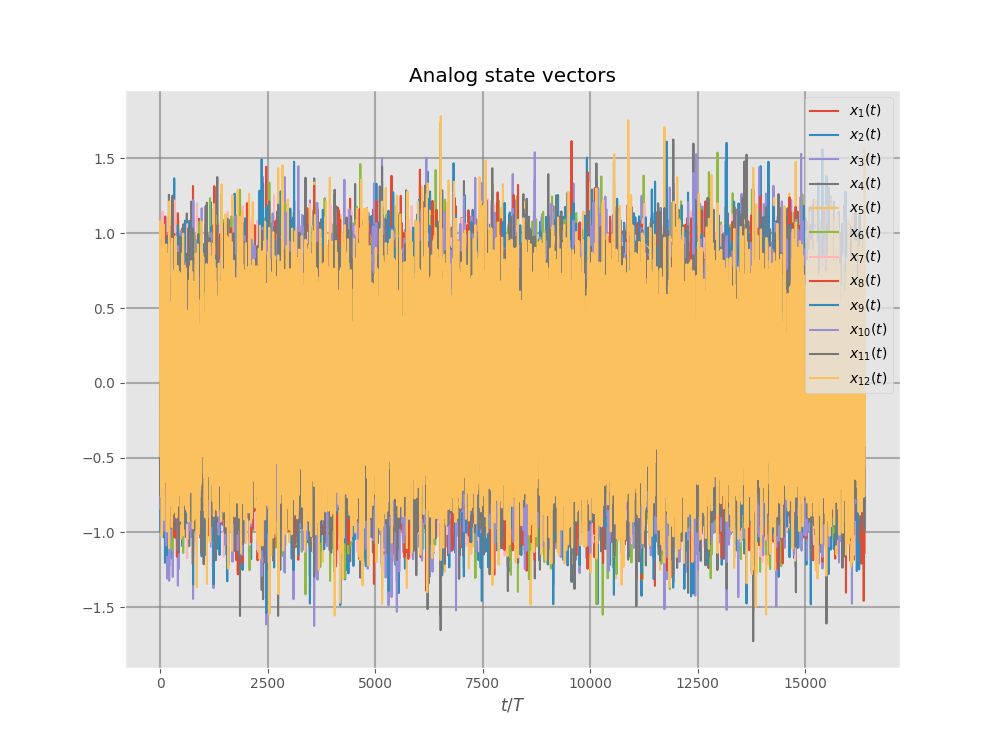 Analog state vectors
1.5
1.0
0.5
0.0
−0.5
−1.0
−1.5
0 2500 5000 7500 10000 12500 15000
t/T
x₁(t)
x₂(t)
x₃(t)
x₄(t)
x₅(t)
x₆(t)
x₇(t)
x₈(t)
x₉(t)
x₁₀(t)
x₁₁(t)
x₁₂(t)